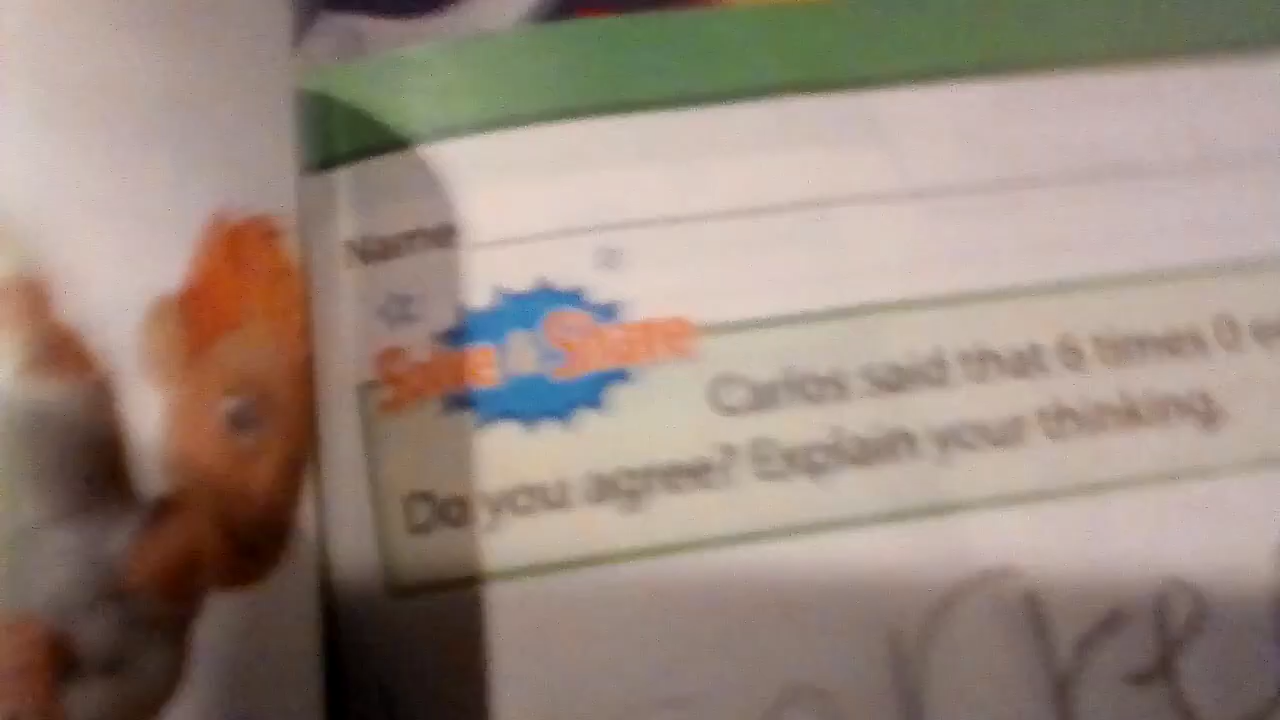 Name
Solve & Share
Carlos said that 6 times 0 e
Do you agree? Explain your thinking.